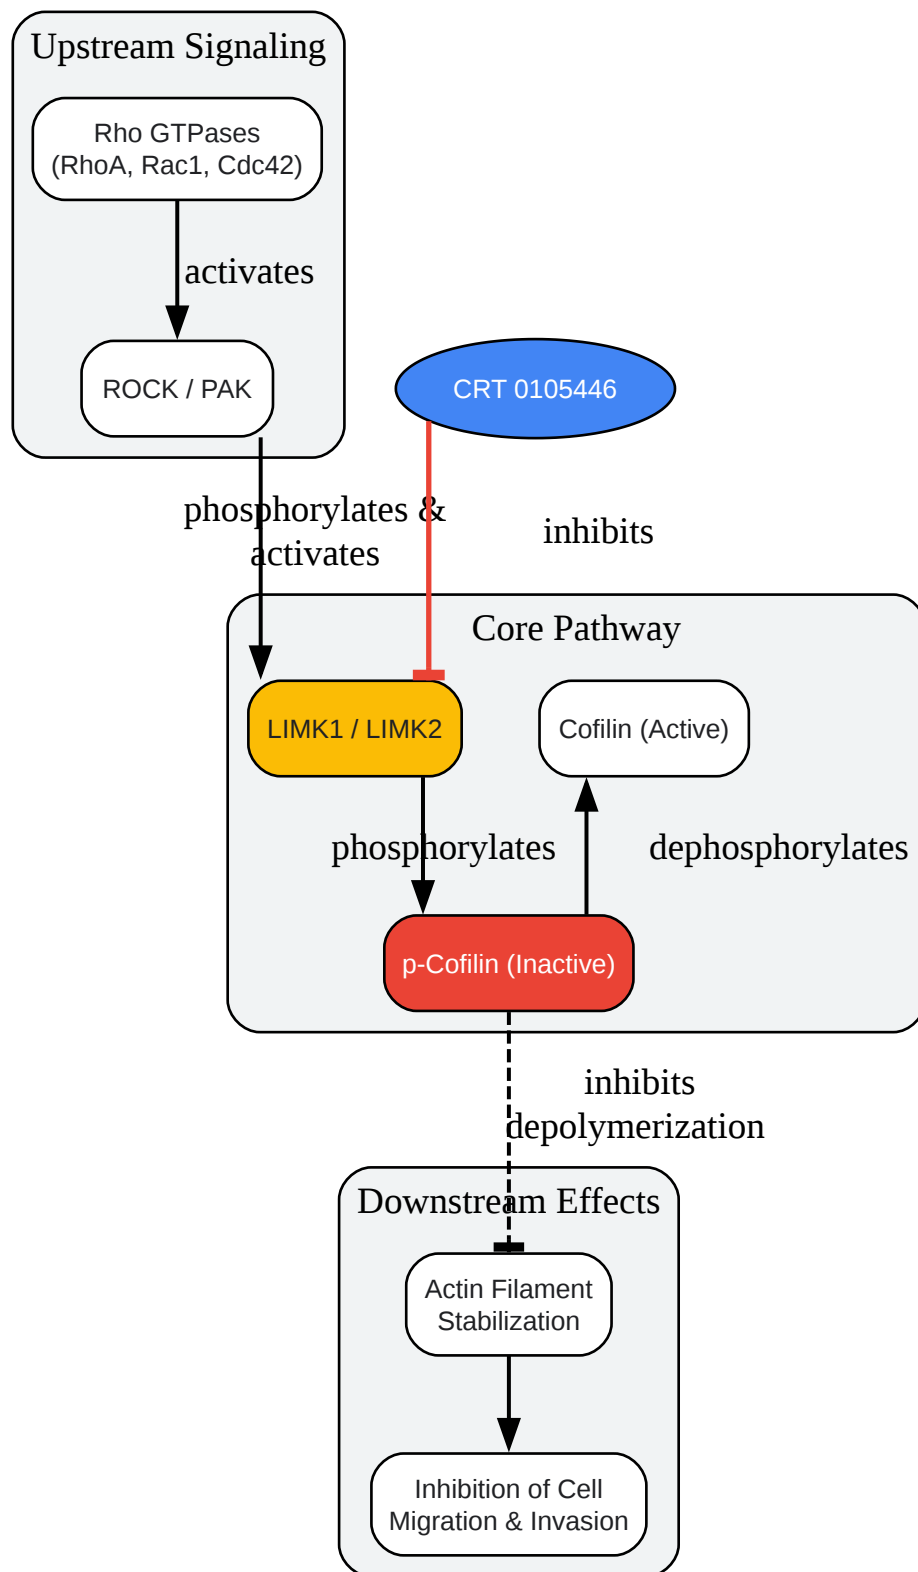 Upstream Signaling
Rho GTPases
(RhoA, Rac1, Cdc42)
activates
ROCK / PAK
CRT 0105446
phosphorylates &
activates
inhibits
Core Pathway
LIMK1 / LIMK2
Cofilin (Active)
phosphorylates
dephosphorylates
p-Cofilin (Inactive)
inhibits
depolymerization
Downstream Effects
Actin Filament
Stabilization
Inhibition of Cell
Migration & Invasion